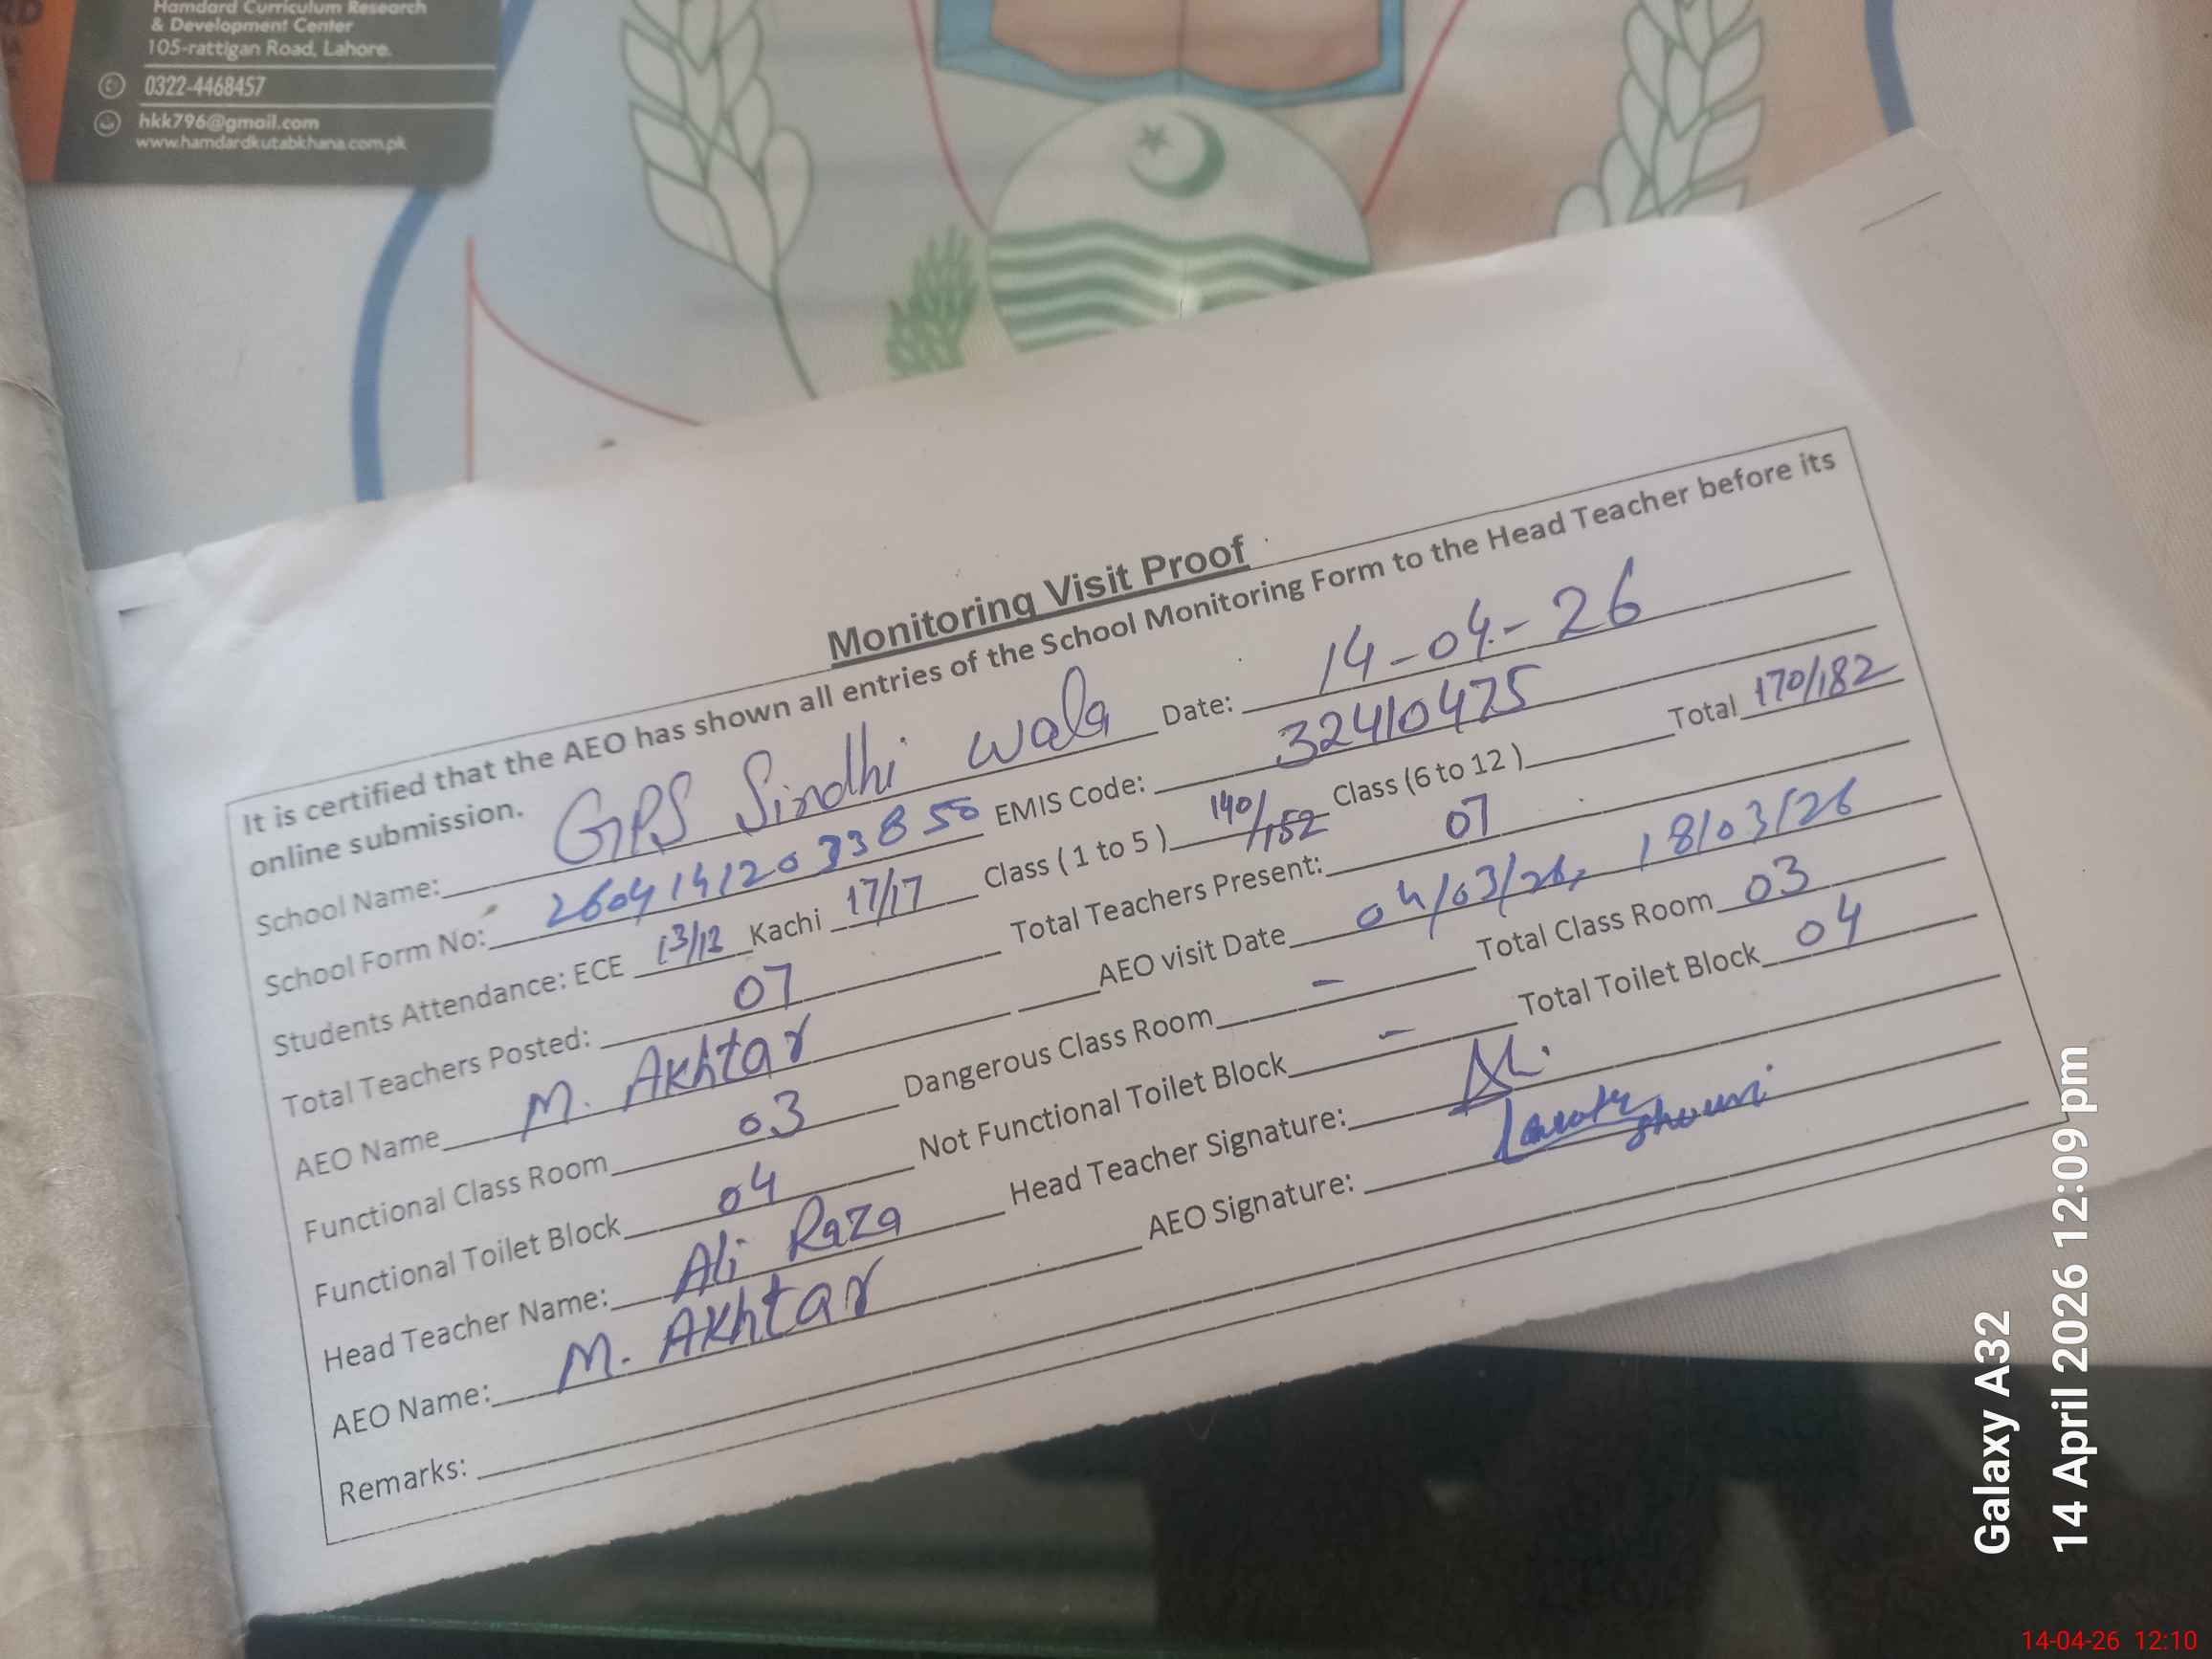 Hamdard Curriculum Research
& Development Center
105-rattigan Road, Lahore.
0322-4468457
hkk796@gmail.com
www.hamdardkutabkhana.com.pk
Monitoring Visit Proof
It is certified that the AEO has shown all entries of the School Monitoring Form to the Head Teacher before its
online submission.
School Name: GPS Sindhi wala Date: 14-04-26
School Form No: 26041412033850 EMIS Code: 32410475
Students Attendance: ECE 13/12 Kachi 17/17 Class ( 1 to 5 ) 140/152 Class (6 to 12 ) Total 170/182
Total Teachers Posted: 07 Total Teachers Present: 07
AEO Name M. Akhtar AEO visit Date 04/03/26, 18/03/26
Functional Class Room 03 Dangerous Class Room - Total Class Room 03
Functional Toilet Block 04 Not Functional Toilet Block - Total Toilet Block 04
Head Teacher Name: Ali Raza Head Teacher Signature:
AEO Name: M. Akhtar AEO Signature:
Remarks:
Galaxy A32
14 April 2026 12:09 pm
14-04-26 12:10